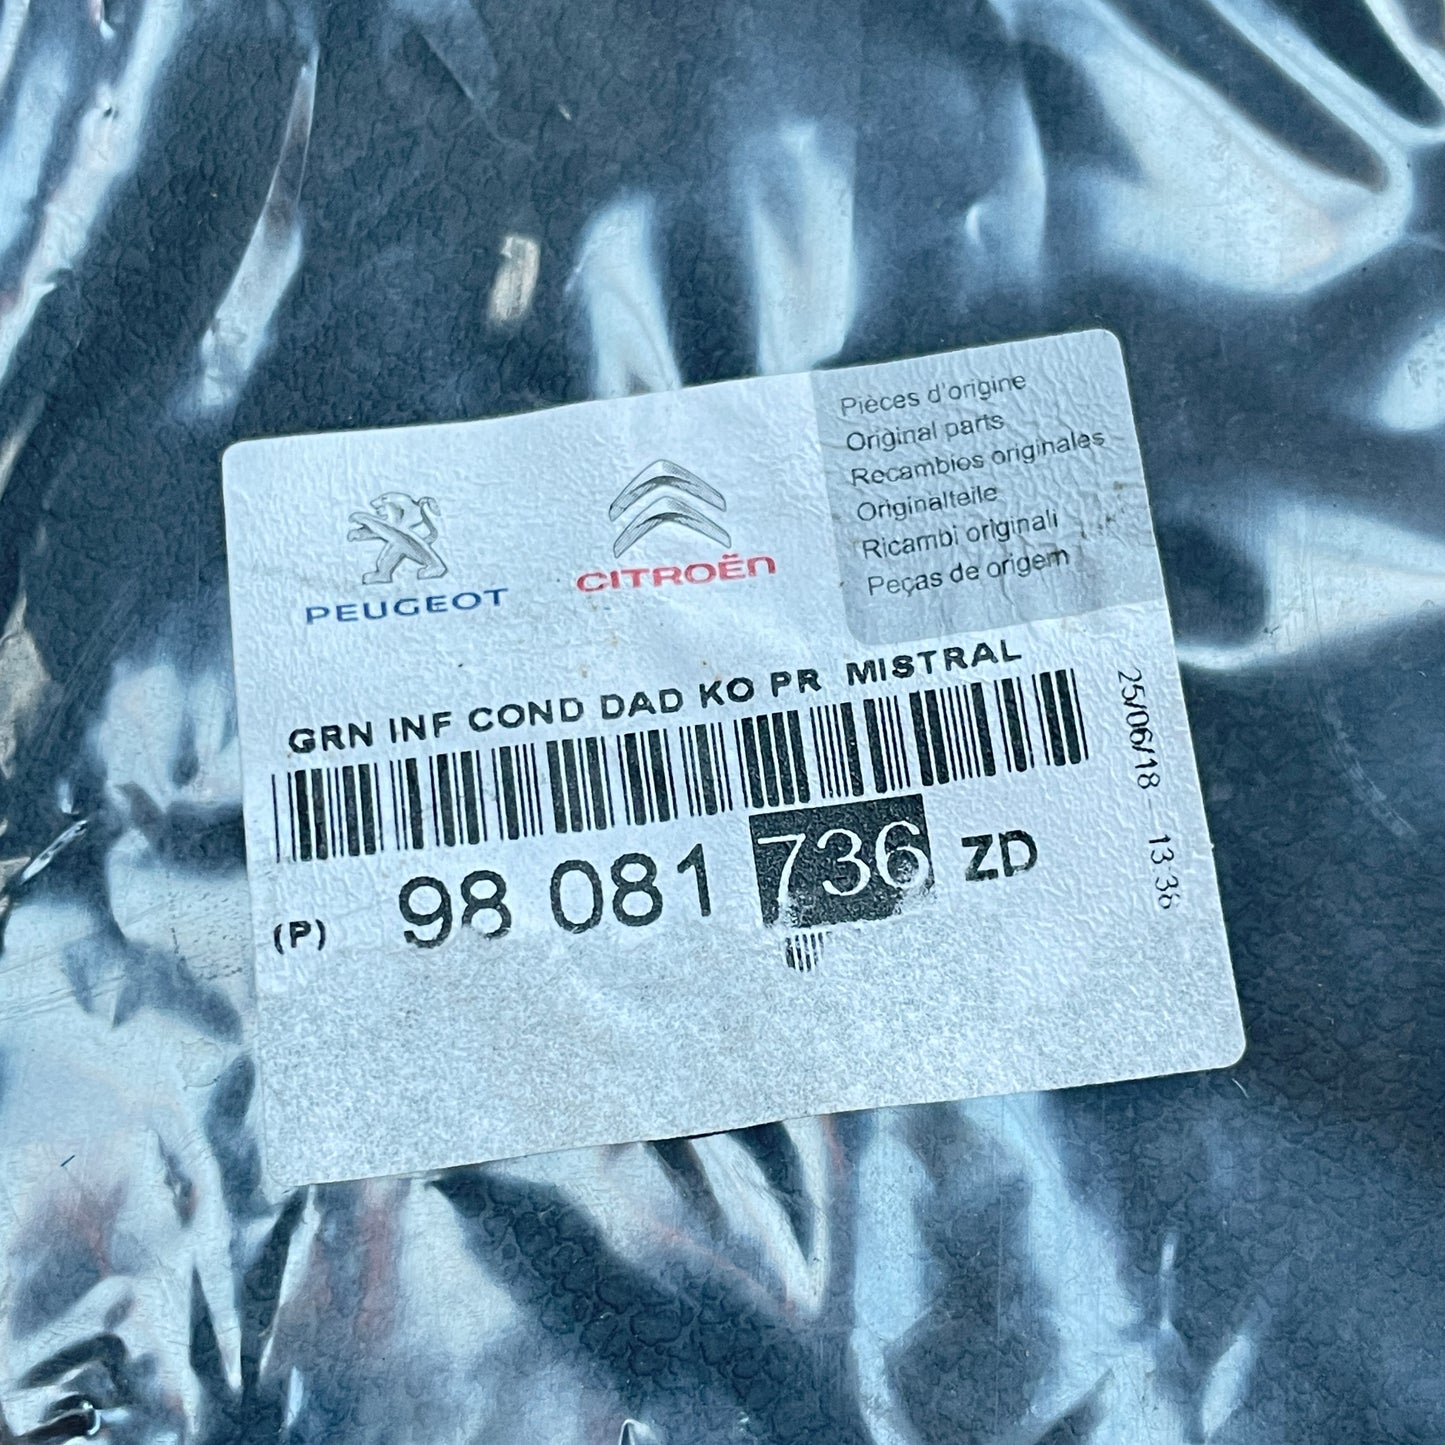 PEUGEOT
CITROËN
Pièces d'origine
Original parts
Recambios originales
Originalteile
Ricambi originali
Peças de origem
GRN INF COND DAD KO PR MISTRAL
(P) 98 081 736 ZD
25/06/18 - 13:38